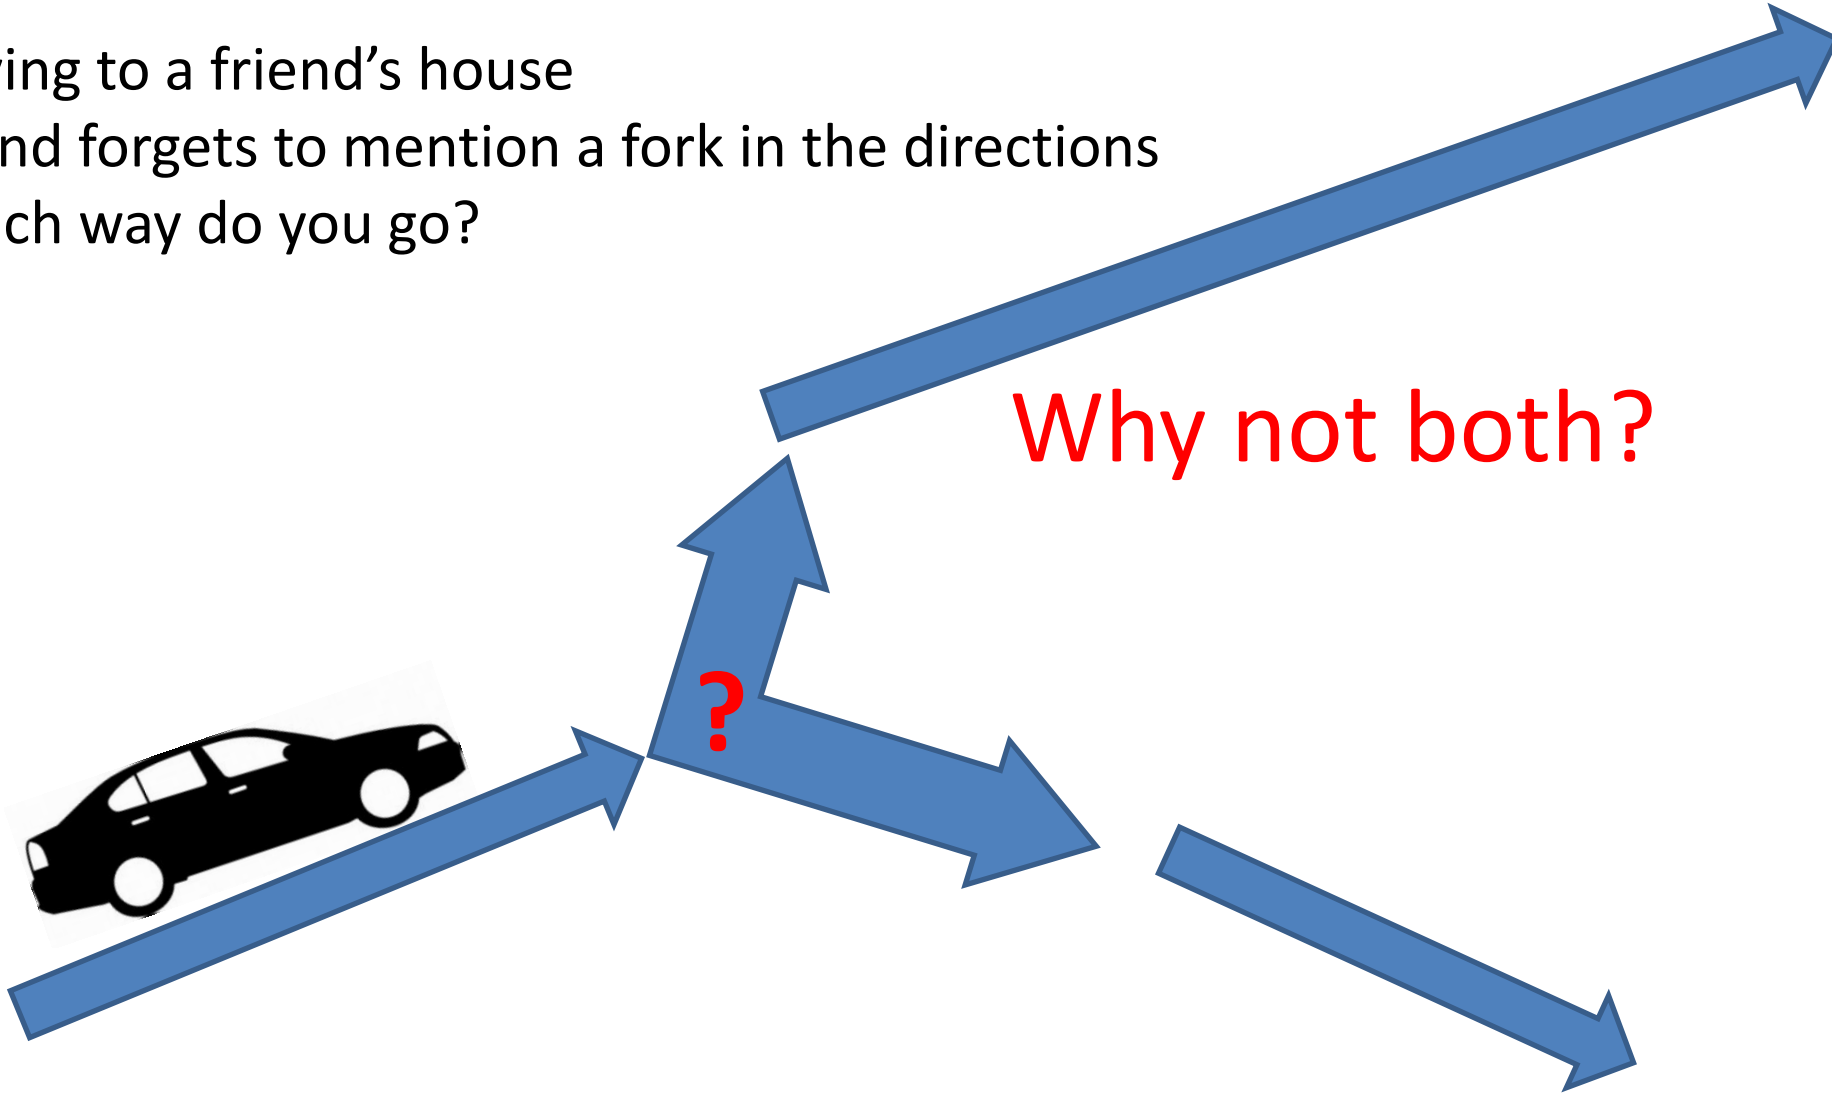 ing to a friend's house
nd forgets to mention a fork in the directions
ch way do you go?
Why not both?
?